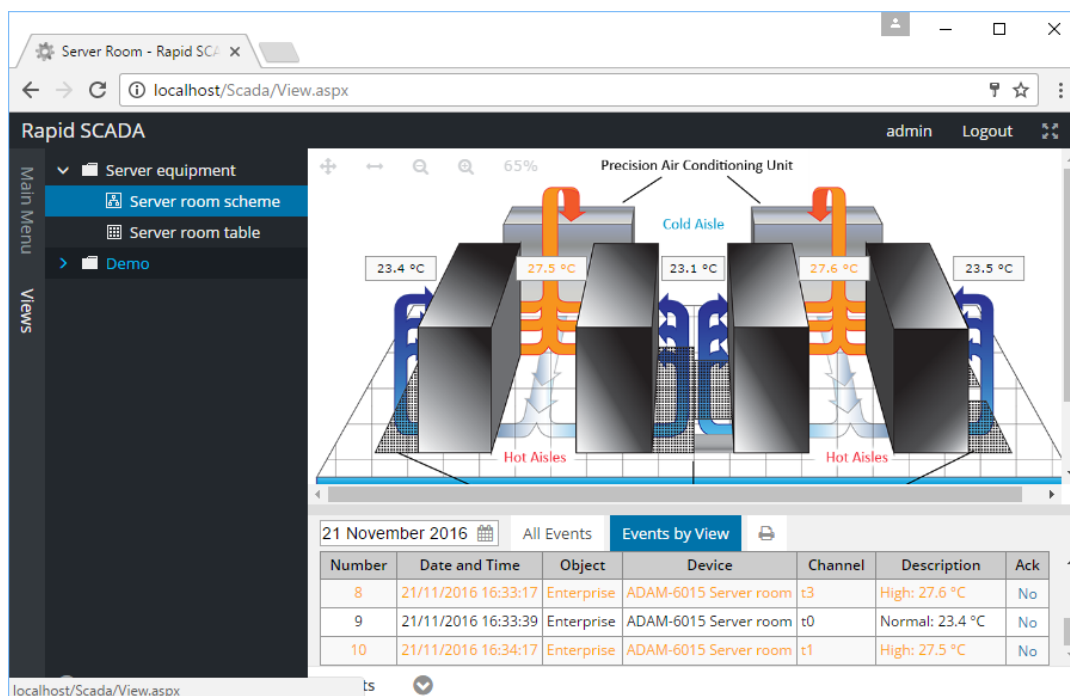 Server Room - Rapid SCA
localhost/Scada/View.aspx
Rapid SCADA
admin Logout
Main Menu
Views
Server equipment
Server room scheme
Server room table
Demo
65%
Precision Air Conditioning Unit
Cold Aisle
23.4 ºC 27.5 ºC 23.1 ºC 27.6 ºC 23.5 ºC
Hot Aisles Hot Aisles
21 November 2016 All Events Events by View
Number Date and Time Object Device Channel Description Ack
8 21/11/2016 16:33:17 Enterprise ADAM-6015 Server room t3 High: 27.6 °C No
9 21/11/2016 16:33:39 Enterprise ADAM-6015 Server room t0 Normal: 23.4 °C No
10 21/11/2016 16:34:17 Enterprise ADAM-6015 Server room t1 High: 27.5 °C No
localhost/Scada/View.aspx